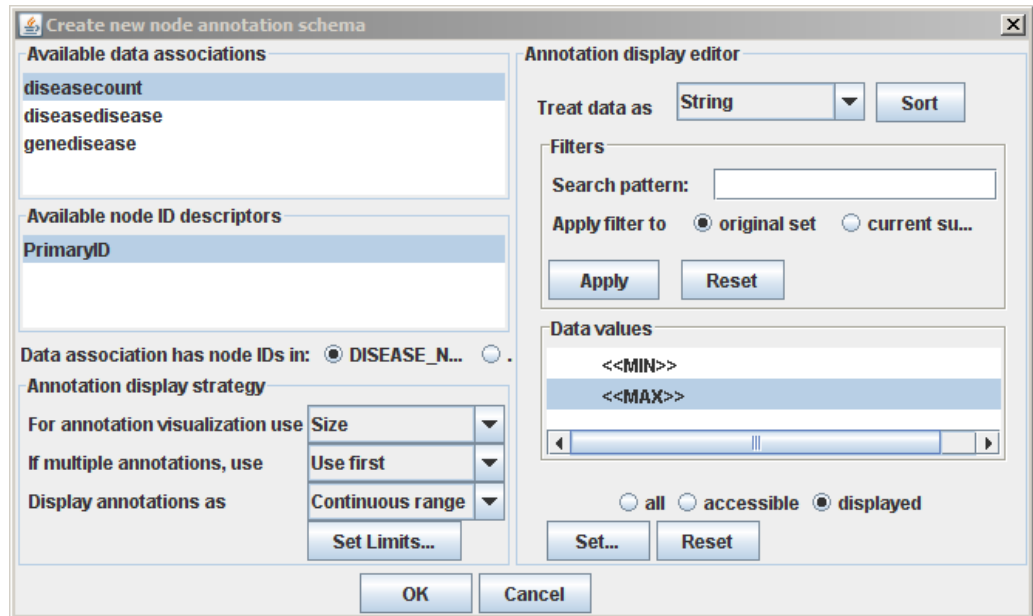 Create new node annotation schema
Available data associations
diseasecount
diseasedisease
genedisease
Available node ID descriptors
PrimaryID
Data association has node IDs in: DISEASE_N... .
Annotation display strategy
For annotation visualization use Size
If multiple annotations, use Use first
Display annotations as Continuous range
Set Limits...
Annotation display editor
Treat data as String Sort
Filters
Search pattern:
Apply filter to original set current su...
Apply Reset
Data values
<<MIN>>
<<MAX>>
all accessible displayed
Set... Reset
OK Cancel